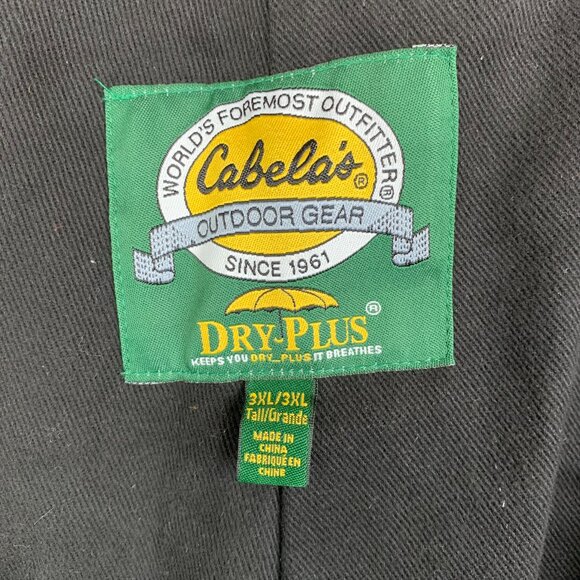 WORLD'S FOREMOST OUTFITTER®
Cabela's®
OUTDOOR GEAR
SINCE 1961
DRY-PLUS®
KEEPS YOU DRY_PLUS IT BREATHES
3XL/3XL
Tall/Grande
MADE IN
CHINA
FABRIQUÉ EN
CHINE